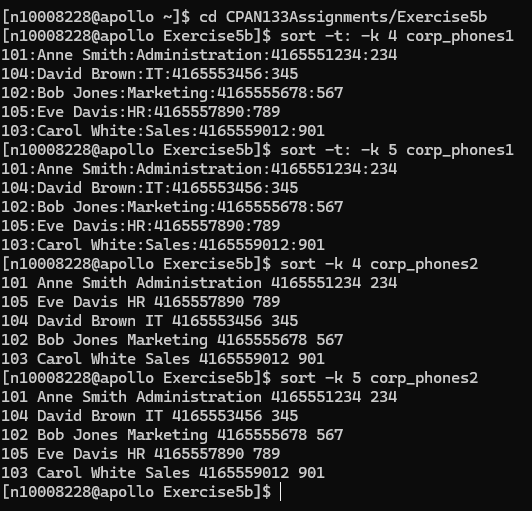 [n10008228@apollo ~]$ cd CPAN133Assignments/Exercise5b
[n10008228@apollo Exercise5b]$ sort -t: -k 4 corp_phones1
101:Anne Smith:Administration:4165551234:234
104:David Brown:IT:4165553456:345
102:Bob Jones:Marketing:4165555678:567
105:Eve Davis:HR:4165557890:789
103:Carol White:Sales:4165559012:901
[n10008228@apollo Exercise5b]$ sort -t: -k 5 corp_phones1
101:Anne Smith:Administration:4165551234:234
104:David Brown:IT:4165553456:345
102:Bob Jones:Marketing:4165555678:567
105:Eve Davis:HR:4165557890:789
103:Carol White:Sales:4165559012:901
[n10008228@apollo Exercise5b]$ sort -k 4 corp_phones2
101 Anne Smith Administration 4165551234 234
105 Eve Davis HR 4165557890 789
104 David Brown IT 4165553456 345
102 Bob Jones Marketing 4165555678 567
103 Carol White Sales 4165559012 901
[n10008228@apollo Exercise5b]$ sort -k 5 corp_phones2
101 Anne Smith Administration 4165551234 234
104 David Brown IT 4165553456 345
102 Bob Jones Marketing 4165555678 567
105 Eve Davis HR 4165557890 789
103 Carol White Sales 4165559012 901
[n10008228@apollo Exercise5b]$